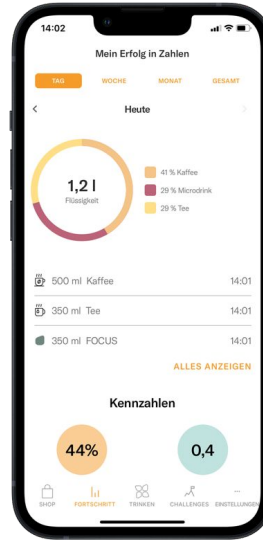 14:02
Mein Erfolg in Zahlen
TAG WOCHE MONAT GESAMT
Heute
1,2 l
Flüssigkeit
41 % Kaffee
29 % Microdrink
29 % Tee
500 ml Kaffee 14:01
350 ml Tee 14:01
350 ml FOCUS 14:01
ALLES ANZEIGEN
Kennzahlen
44% 0,4
SHOP FORTSCHRITT TRINKEN CHALLENGES EINSTELLUNGEN